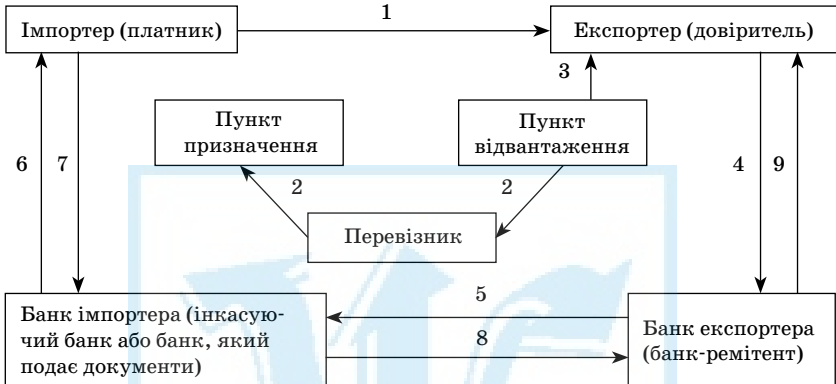 1
Імпортер (платник)
Експортер (довіритель)
3
Пункт
призначення
Пункт
відвантаження
6
7
4
9
2
2
Перевізник
5
Банк імпортера (інкасую-
чий банк або банк, який
подає документи)
8
Банк експортера
(банк-ремітент)